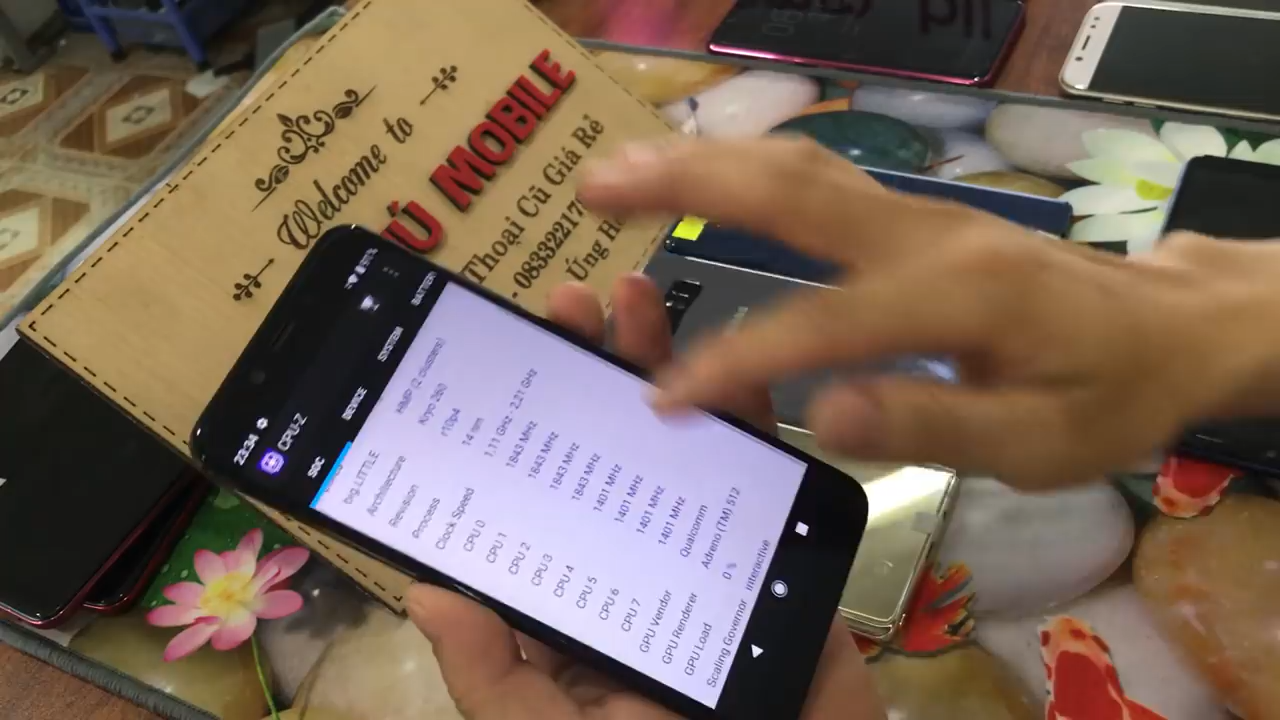 Welcome to
Ú MOBILE
Thoại Cũ Giá Rẻ
Ứng
23:34
CPU-Z
SOC
DEVICE
SYSTEM
BATTERY
big.LITTLE HMP (2 clusters)
Architecture Kryo 260
Revision r10p4
Process 14 nm
Clock Speed 1.11 GHz - 2.21 GHz
CPU 0 1843 MHz
CPU 1 1843 MHz
CPU 2 1843 MHz
CPU 3 1843 MHz
CPU 4 1401 MHz
CPU 5 1401 MHz
CPU 6 1401 MHz
CPU 7 1401 MHz
GPU Vendor Qualcomm
GPU Renderer Adreno (TM) 512
GPU Load 0 %
Scaling Governor interactive